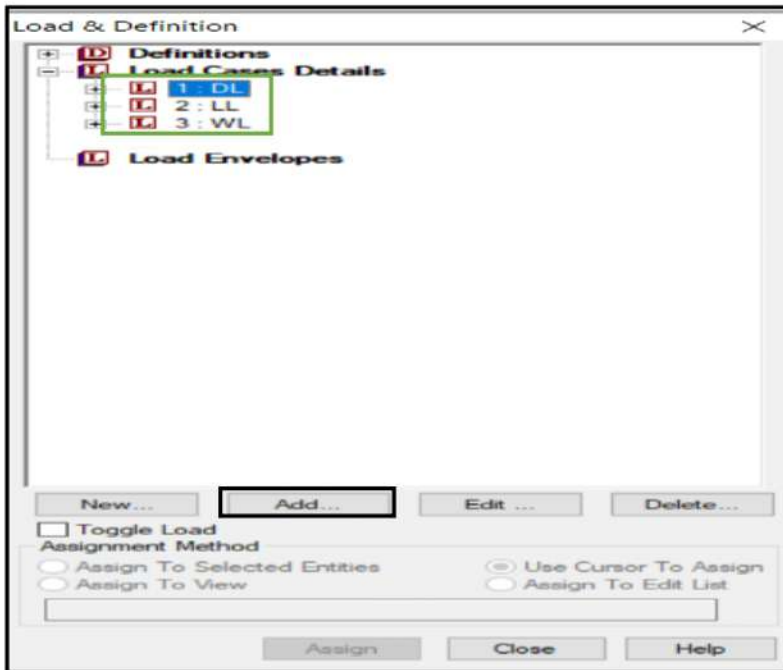 Load & Definition
D Definitions
L Load Cases Details
L 1 : DL
L 2 : LL
L 3 : WL
L Load Envelopes
New... Add... Edit ... Delete...
Toggle Load
Assignment Method
Assign To Selected Entities Use Cursor To Assign
Assign To View Assign To Edit List
Assign Close Help